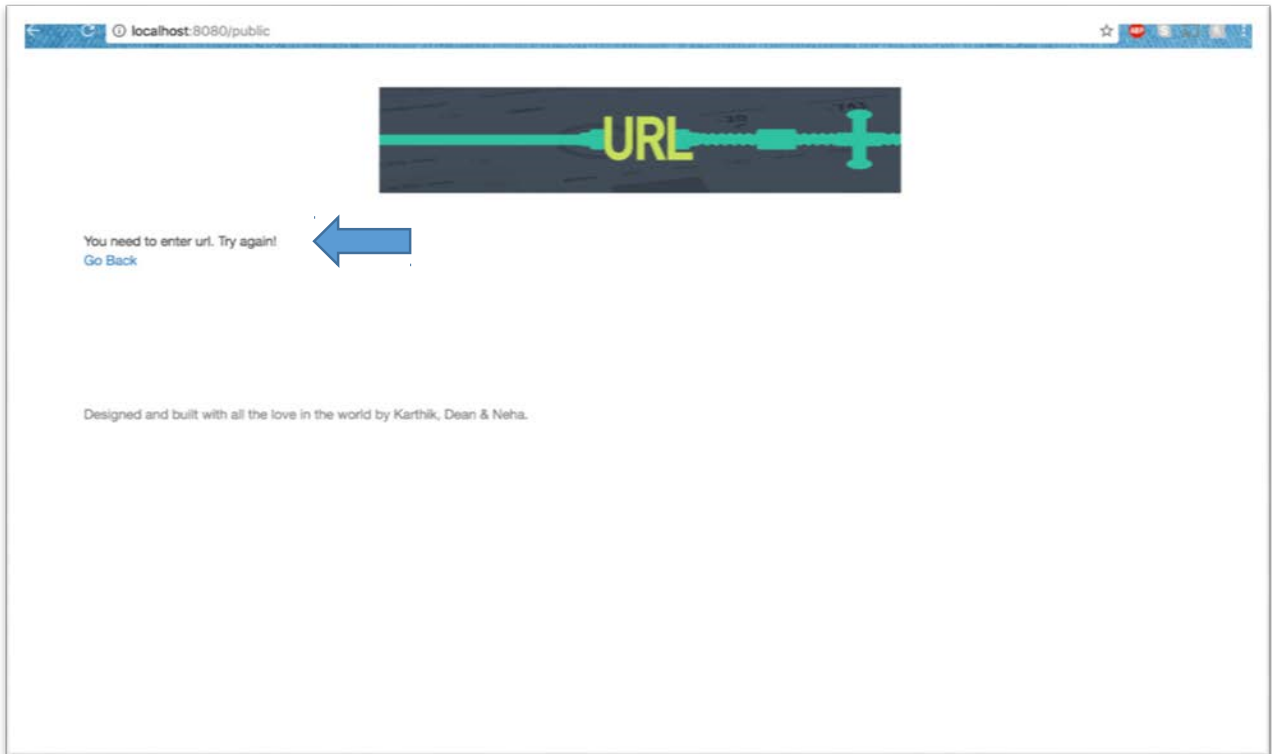 localhost:8080/public
URL
You need to enter url. Try again!
Go Back
Designed and built with all the love in the world by Karthik, Dean & Neha.